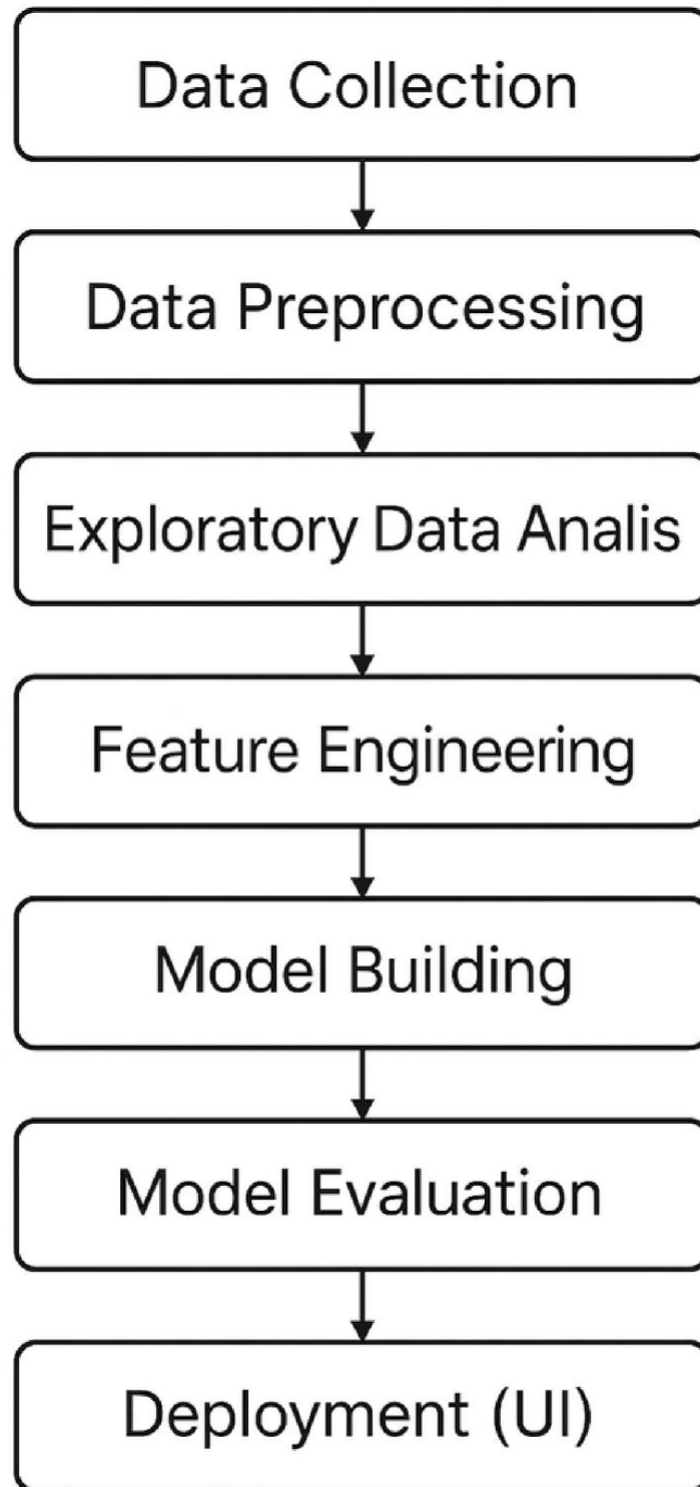 Data Collection
Data Preprocessing
Exploratory Data Analis
Feature Engineering
Model Building
Model Evaluation
Deployment (UI)